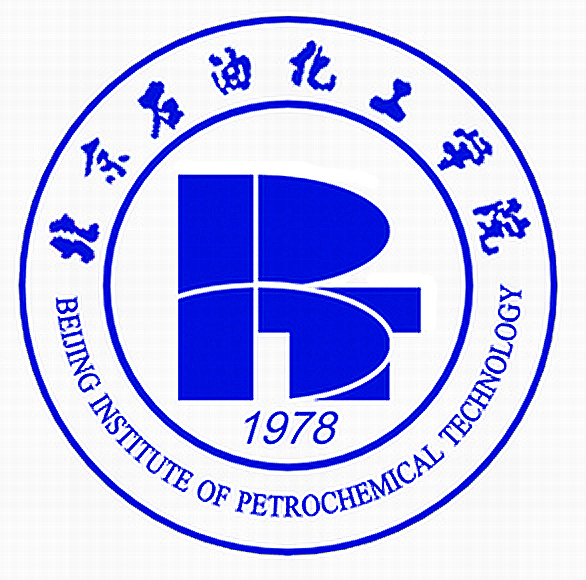 北京石油化工学院
1978
BEIJING INSTITUTE OF PETROCHEMICAL TECHNOLOGY